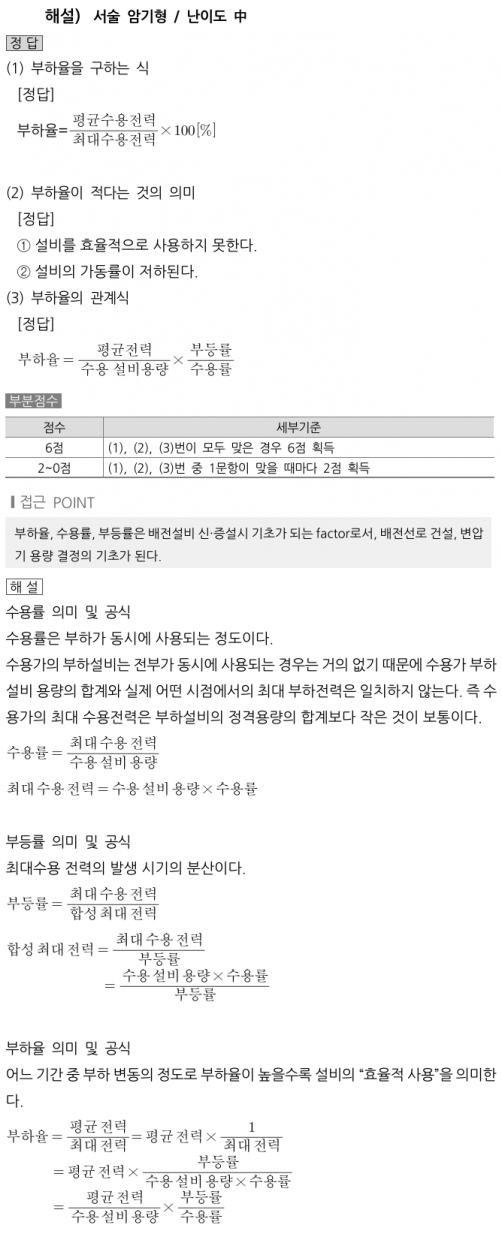 해설) 서술 암기형 / 난이도 中
정 답
(1) 부하율을 구하는 식
[정답]
부하율=평균수용전력/최대수용전력×100[%]
(2) 부하율이 적다는 것의 의미
[정답]
① 설비를 효율적으로 사용하지 못한다.
② 설비의 가동률이 저하된다.
(3) 부하율의 관계식
[정답]
부하율 = 평균전력/수용 설비용량 × 부등률/수용률
부분점수
점수 세부기준
6점 (1), (2), (3)번이 모두 맞은 경우 6점 획득
2~0점 (1), (2), (3)번 중 1문항이 맞을 때마다 2점 획득
접근 POINT
부하율, 수용률, 부등률은 배전설비 신·증설시 기초가 되는 factor로서, 배전선로 건설, 변압
기 용량 결정의 기초가 된다.
해 설
수용률 의미 및 공식
수용률은 부하가 동시에 사용되는 정도이다.
수용가의 부하설비는 전부가 동시에 사용되는 경우는 거의 없기 때문에 수용가 부하
설비 용량의 합계와 실제 어떤 시점에서의 최대 부하전력은 일치하지 않는다. 즉 수
용가의 최대 수용전력은 부하설비의 정격용량의 합계보다 작은 것이 보통이다.
수용률 = 최대 수용 전력/수용 설비 용량
최대 수용 전력 = 수용 설비 용량 × 수용률
부등률 의미 및 공식
최대수용 전력의 발생 시기의 분산이다.
부등률 = 최대 수용 전력/합성 최대 전력
합성 최대 전력 = 최대 수용 전력/부등률
= 수용 설비 용량 × 수용률/부등률
부하율 의미 및 공식
어느 기간 중 부하 변동의 정도로 부하율이 높을수록 설비의 “효율적 사용”을 의미한
다.
부하율 = 평균 전력/최대 전력 = 평균 전력 × 1/최대 전력
= 평균 전력 × 부등률/수용 설비 용량 × 수용률
= 평균 전력/수용 설비 용량 × 부등률/수용률